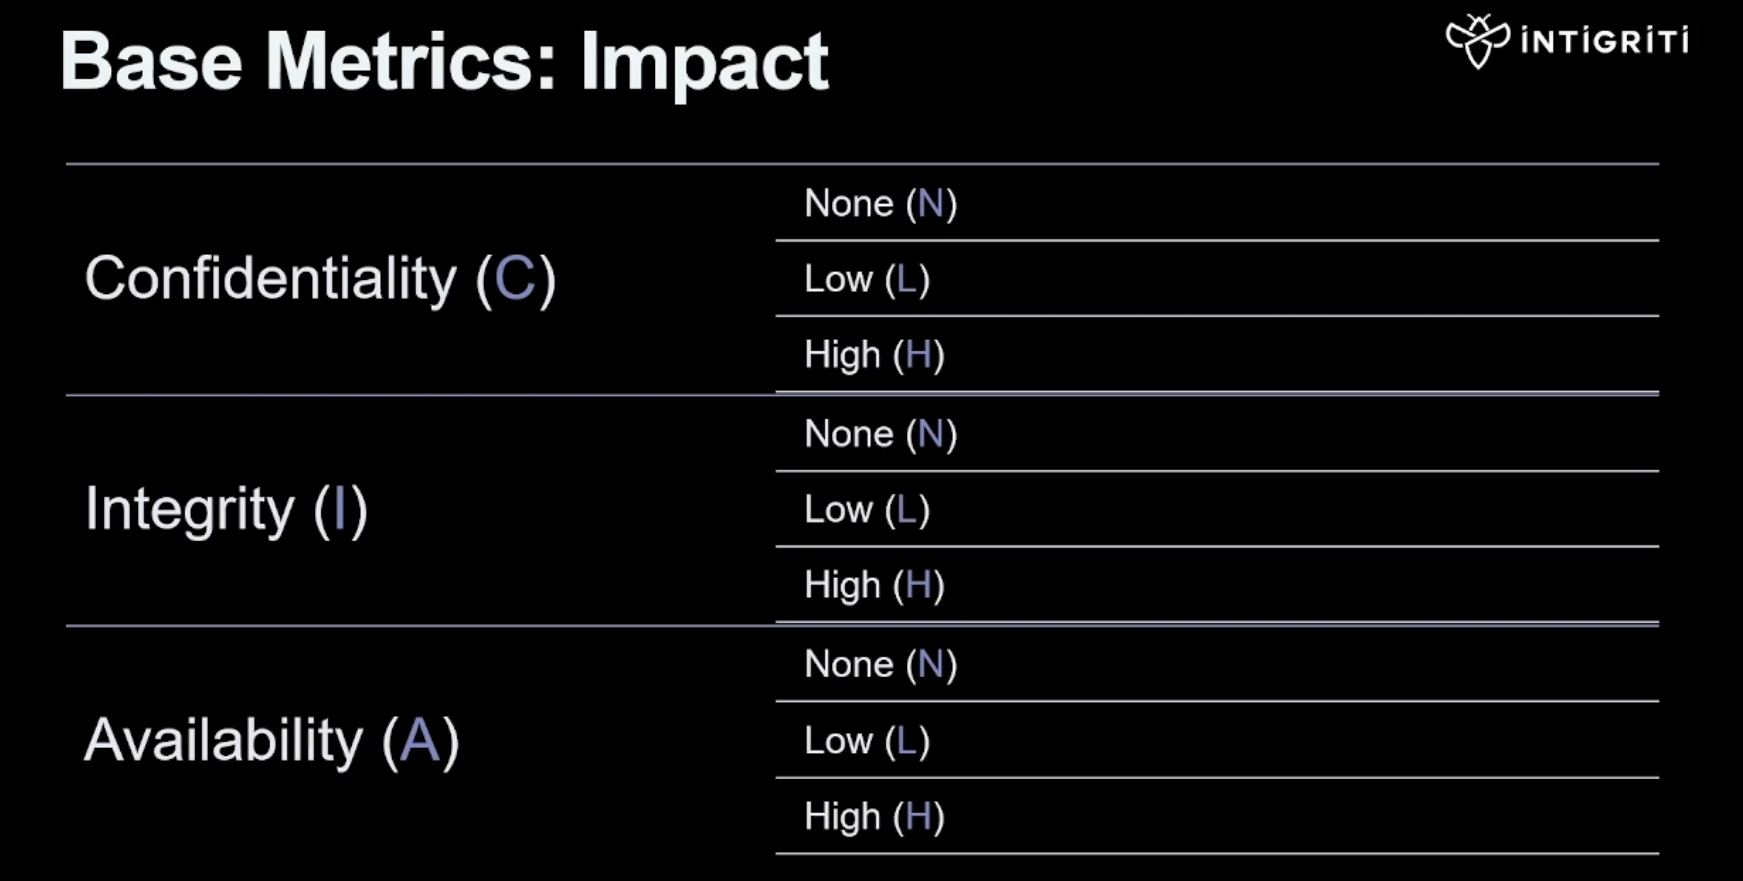 Base Metrics: Impact
iNTiGRiTi
Confidentiality (C)
None (N)
Low (L)
High (H)
Integrity (I)
None (N)
Low (L)
High (H)
Availability (A)
None (N)
Low (L)
High (H)